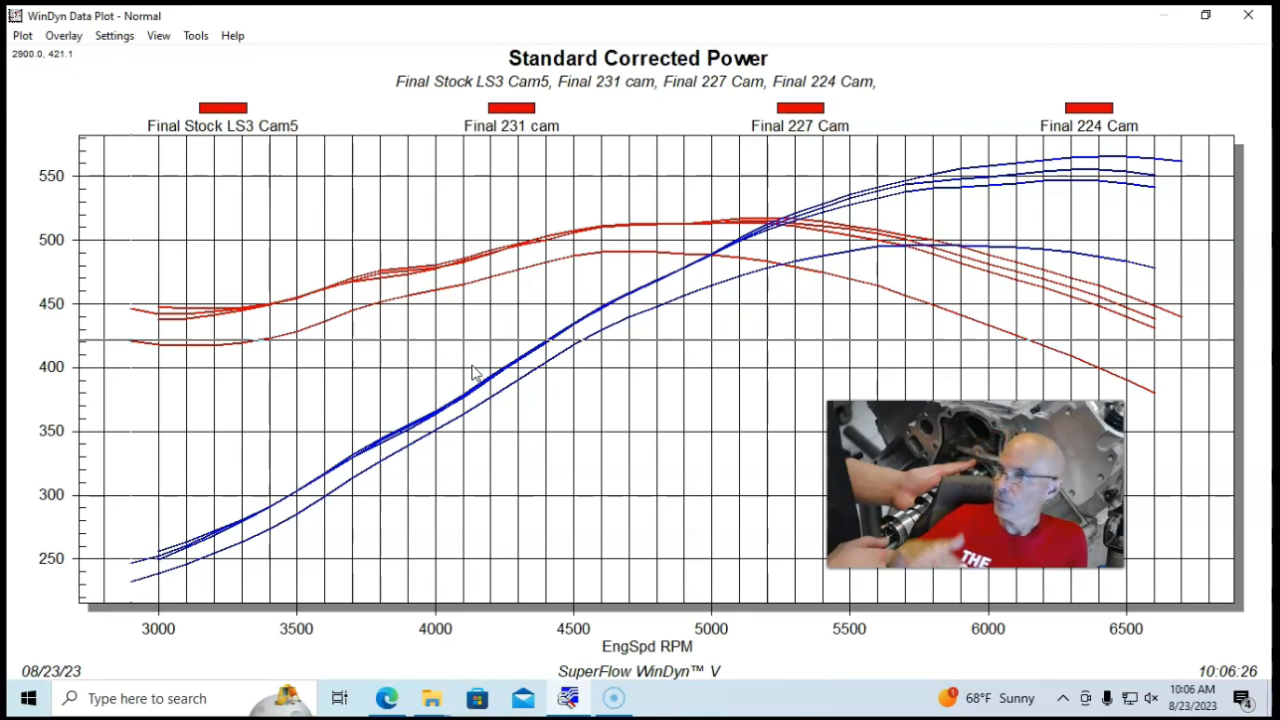 WinDyn Data Plot - Normal
Plot Overlay Settings View Tools Help
2900.0, 421.1
Standard Corrected Power
Final Stock LS3 Cam5, Final 231 cam, Final 227 Cam, Final 224 Cam,
Final Stock LS3 Cam5 Final 231 cam Final 227 Cam Final 224 Cam
550
500
450
400
350
300
250
THE
3000 3500 4000 4500 5000 5500 6000 6500
EngSpd RPM
08/23/23 SuperFlow WinDyn™ V 10:06:26
Type here to search
68°F Sunny
10:06 AM
8/23/2023
4